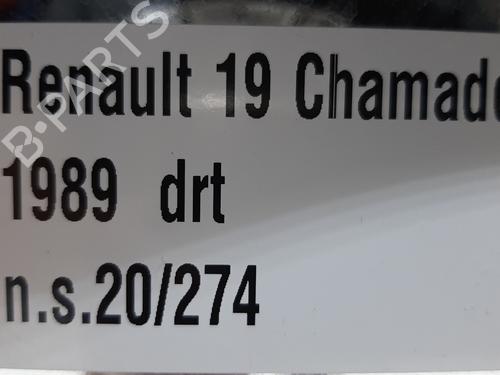 Renault 19 Chamade
1989 drt
n.s.20/274
B-PARTS